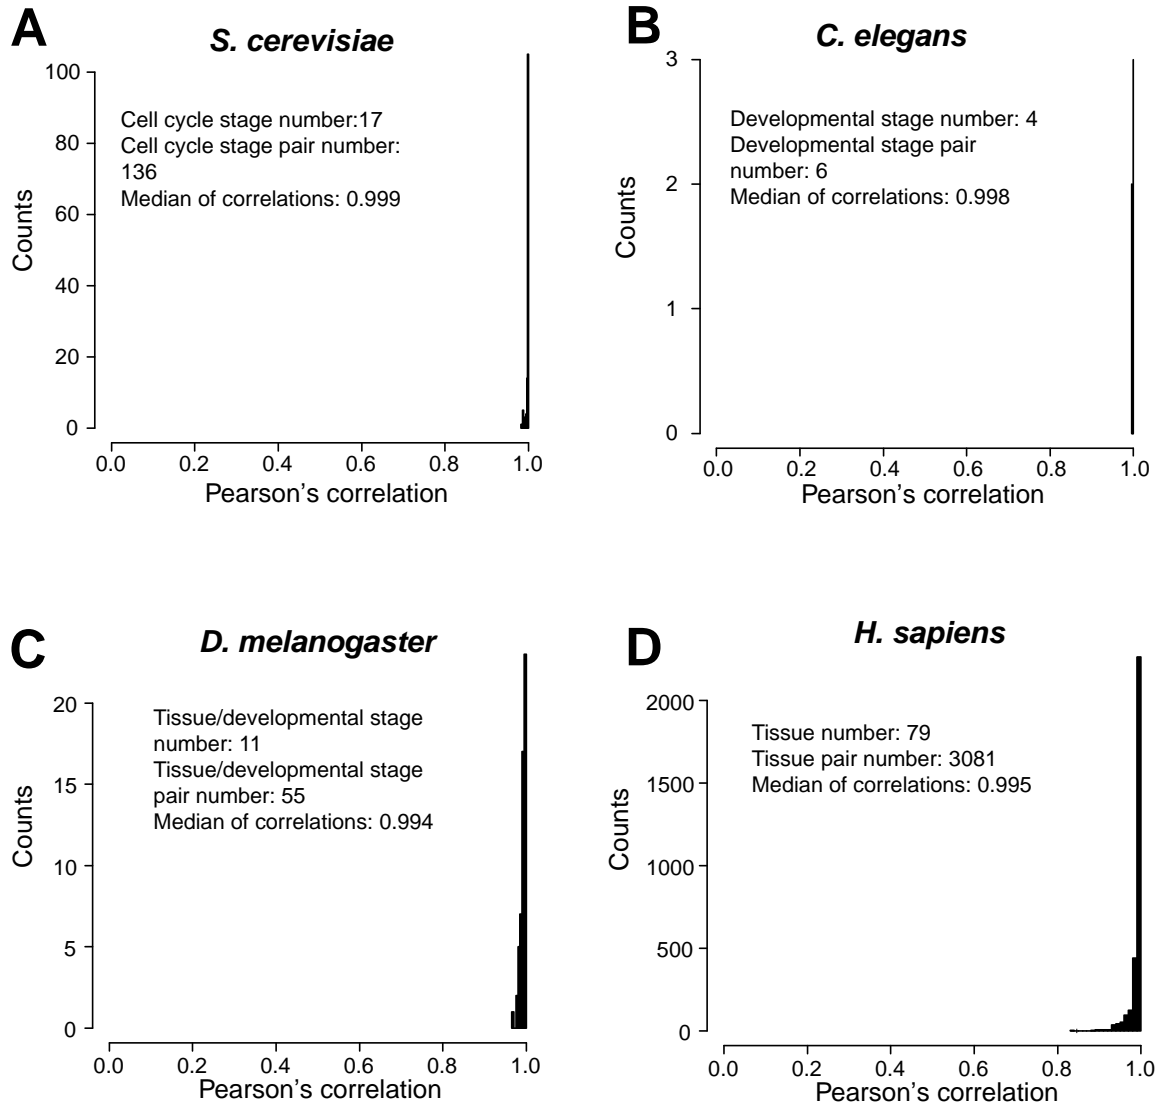 A
S. cerevisiae
100
80
60
40
20
0
Counts
Cell cycle stage number:17
Cell cycle stage pair number:
136
Median of correlations: 0.999
0.0 0.2 0.4 0.6 0.8 1.0
Pearson’s correlation
B
C. elegans
3
2
1
0
Counts
Developmental stage number: 4
Developmental stage pair
number: 6
Median of correlations: 0.998
0.0 0.2 0.4 0.6 0.8 1.0
Pearson’s correlation
C
D. melanogaster
20
15
10
5
0
Counts
Tissue/developmental stage
number: 11
Tissue/developmental stage
pair number: 55
Median of correlations: 0.994
0.0 0.2 0.4 0.6 0.8 1.0
Pearson’s correlation
D
H. sapiens
2000
1500
1000
500
0
Counts
Tissue number: 79
Tissue pair number: 3081
Median of correlations: 0.995
0.0 0.2 0.4 0.6 0.8 1.0
Pearson’s correlation